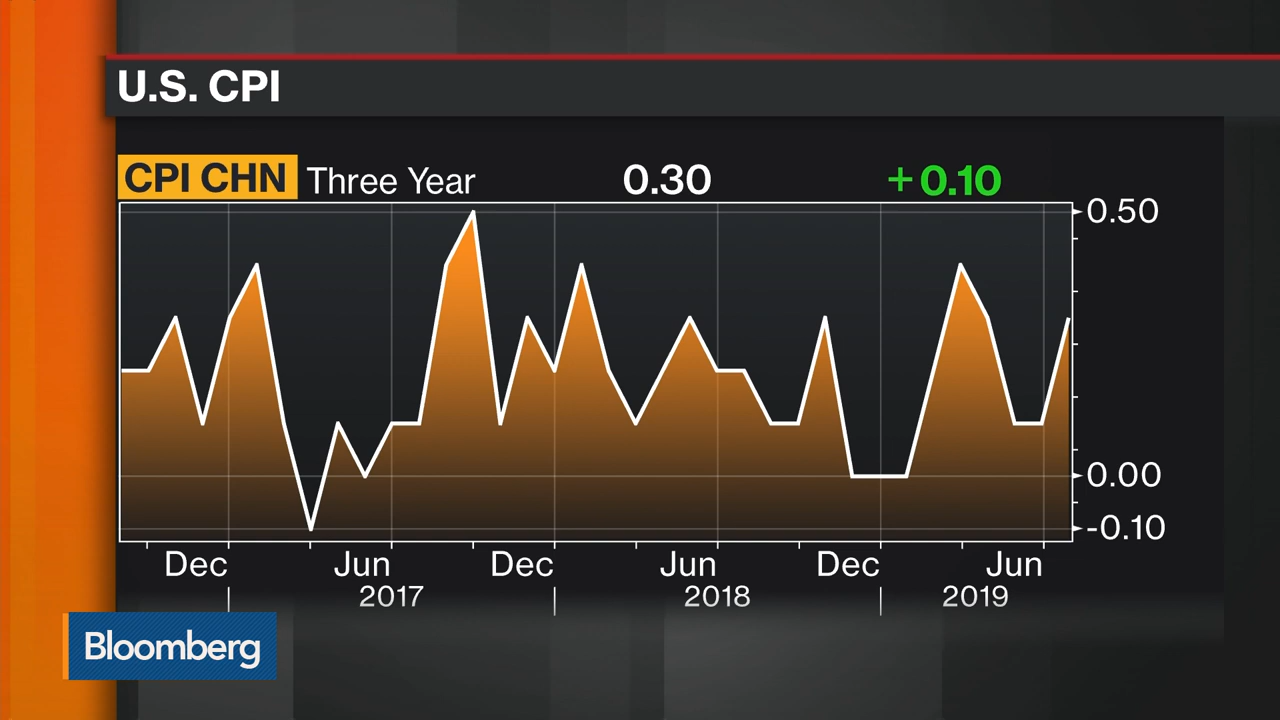 U.S. CPI
CPI CHN Three Year 0.30 +0.10
0.50
0.00
-0.10
Dec Jun Dec Jun Dec Jun
2017 2018 2019
Bloomberg